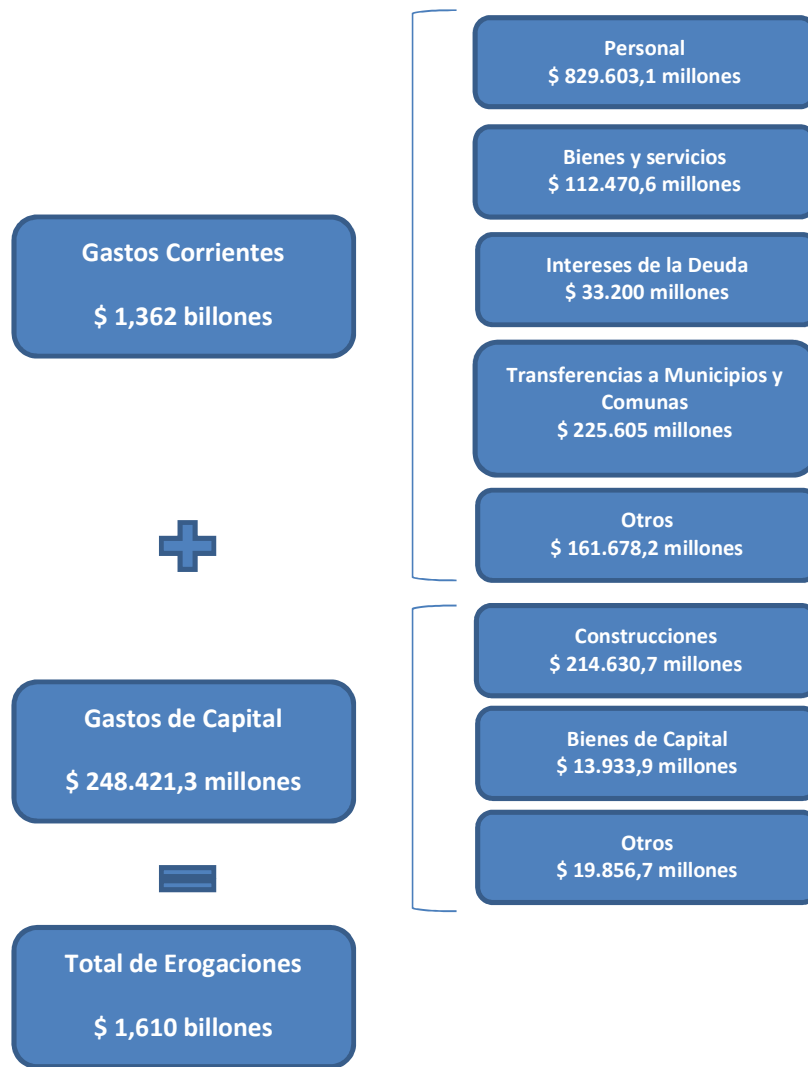 Gastos Corrientes
$ 1,362 billones
Personal
$ 829.603,1 millones
Bienes y servicios
$ 112.470,6 millones
Intereses de la Deuda
$ 33.200 millones
Transferencias a Municipios y
Comunas
$ 225.605 millones
Otros
$ 161.678,2 millones
Gastos de Capital
$ 248.421,3 millones
Construcciones
$ 214.630,7 millones
Bienes de Capital
$ 13.933,9 millones
Otros
$ 19.856,7 millones
Total de Erogaciones
$ 1,610 billones